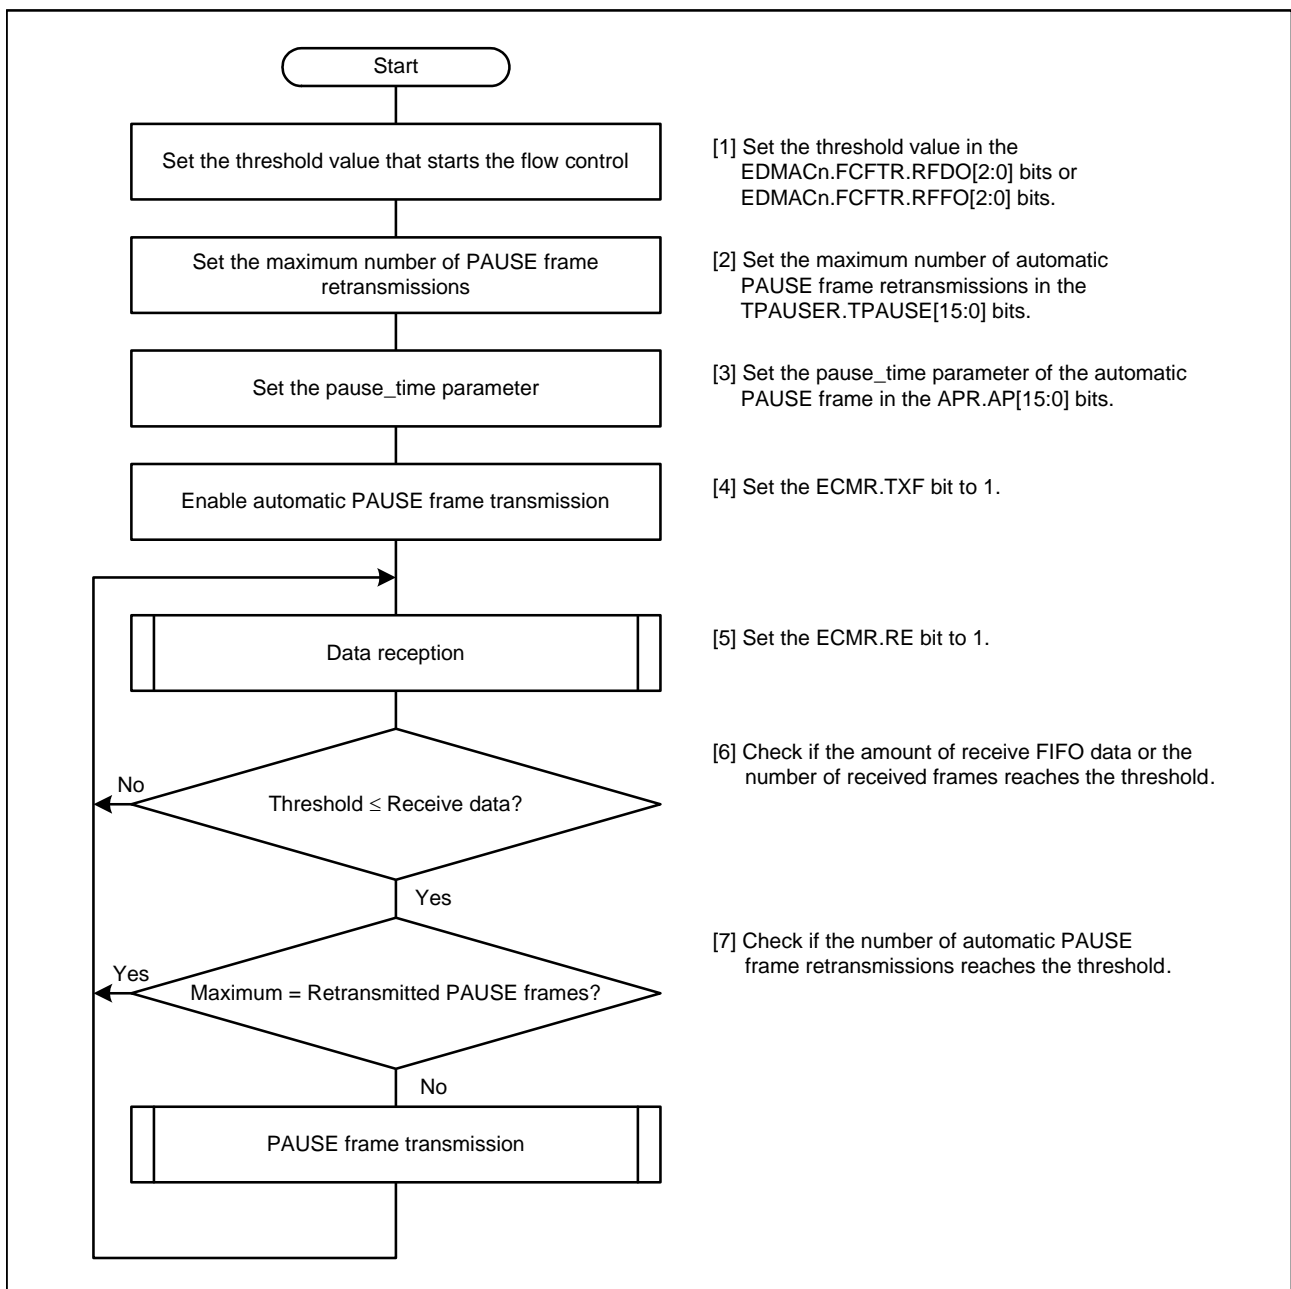 Start
Set the threshold value that starts the flow control
[1] Set the threshold value in the
EDMACn.FCFTR.RFDO[2:0] bits or
EDMACn.FCFTR.RFFO[2:0] bits.
Set the maximum number of PAUSE frame
retransmissions
[2] Set the maximum number of automatic
PAUSE frame retransmissions in the
TPAUSER.TPAUSE[15:0] bits.
Set the pause_time parameter
[3] Set the pause_time parameter of the automatic
PAUSE frame in the APR.AP[15:0] bits.
Enable automatic PAUSE frame transmission
[4] Set the ECMR.TXF bit to 1.
Data reception
[5] Set the ECMR.RE bit to 1.
[6] Check if the amount of receive FIFO data or the
number of received frames reaches the threshold.
No
Threshold ≤ Receive data?
Yes
[7] Check if the number of automatic PAUSE
frame retransmissions reaches the threshold.
Yes
Maximum = Retransmitted PAUSE frames?
No
PAUSE frame transmission